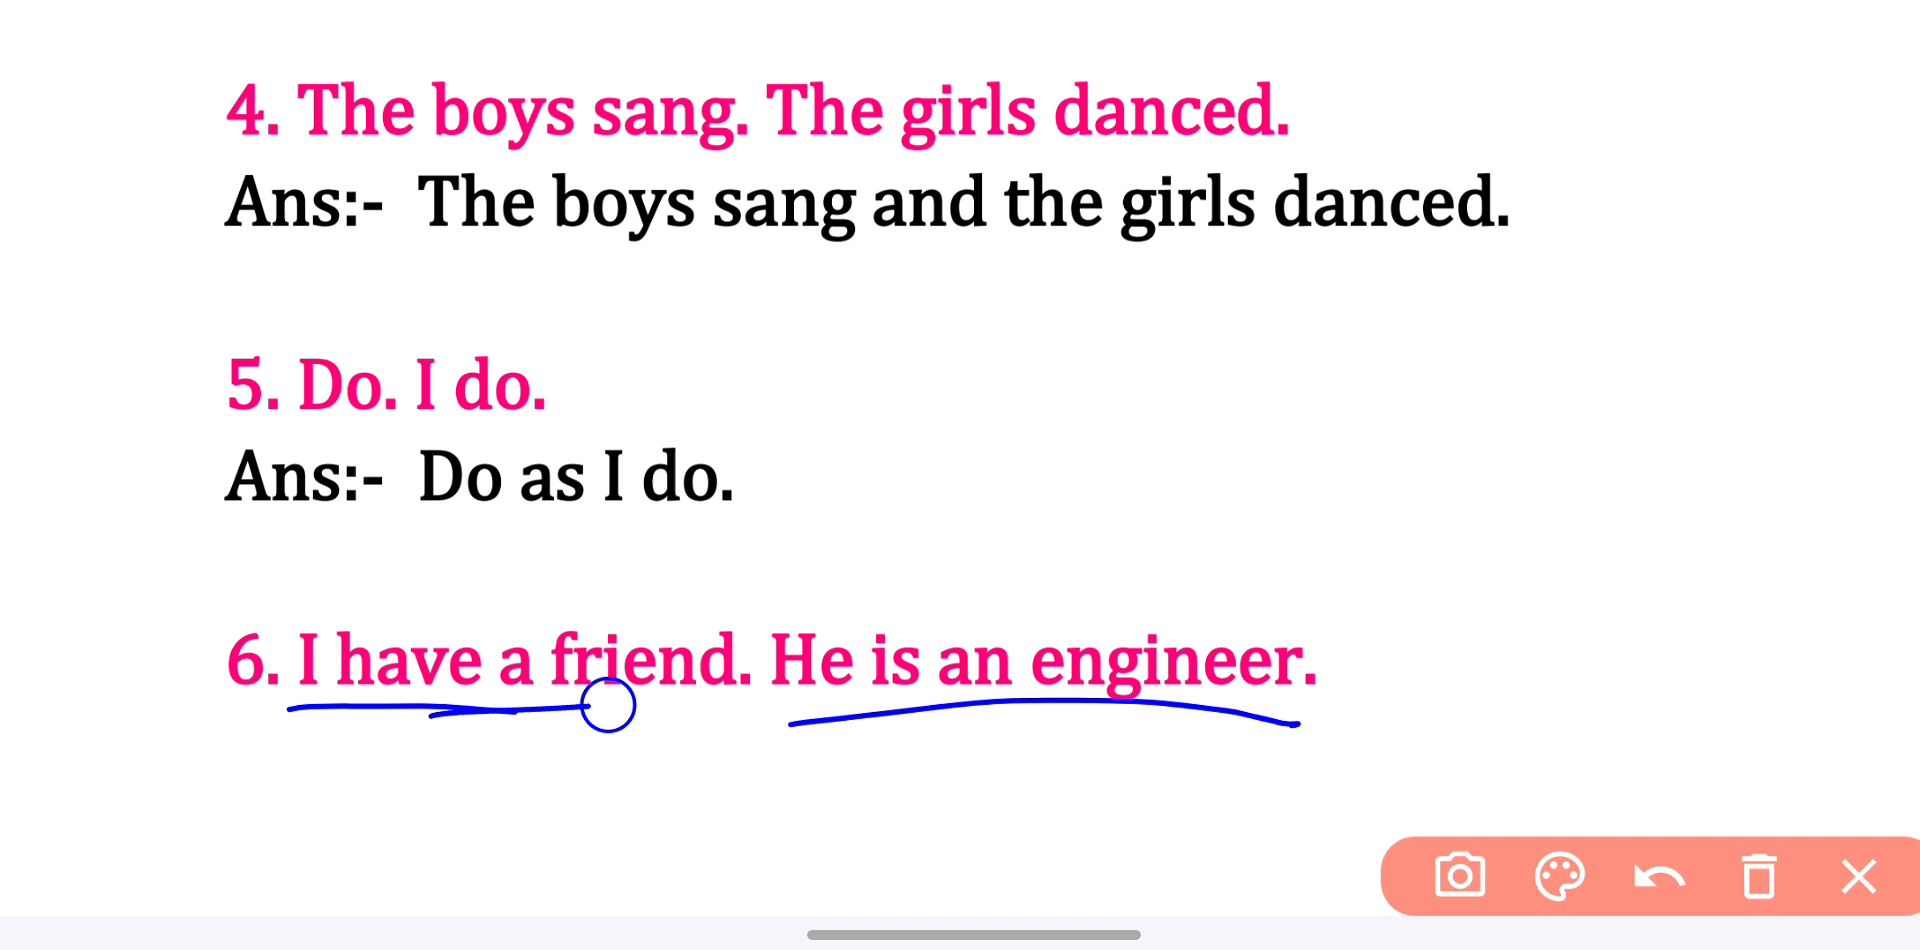 4. The boys sang. The girls danced.
Ans:- The boys sang and the girls danced.
5. Do. I do.
Ans:- Do as I do.
6. I have a friend. He is an engineer.